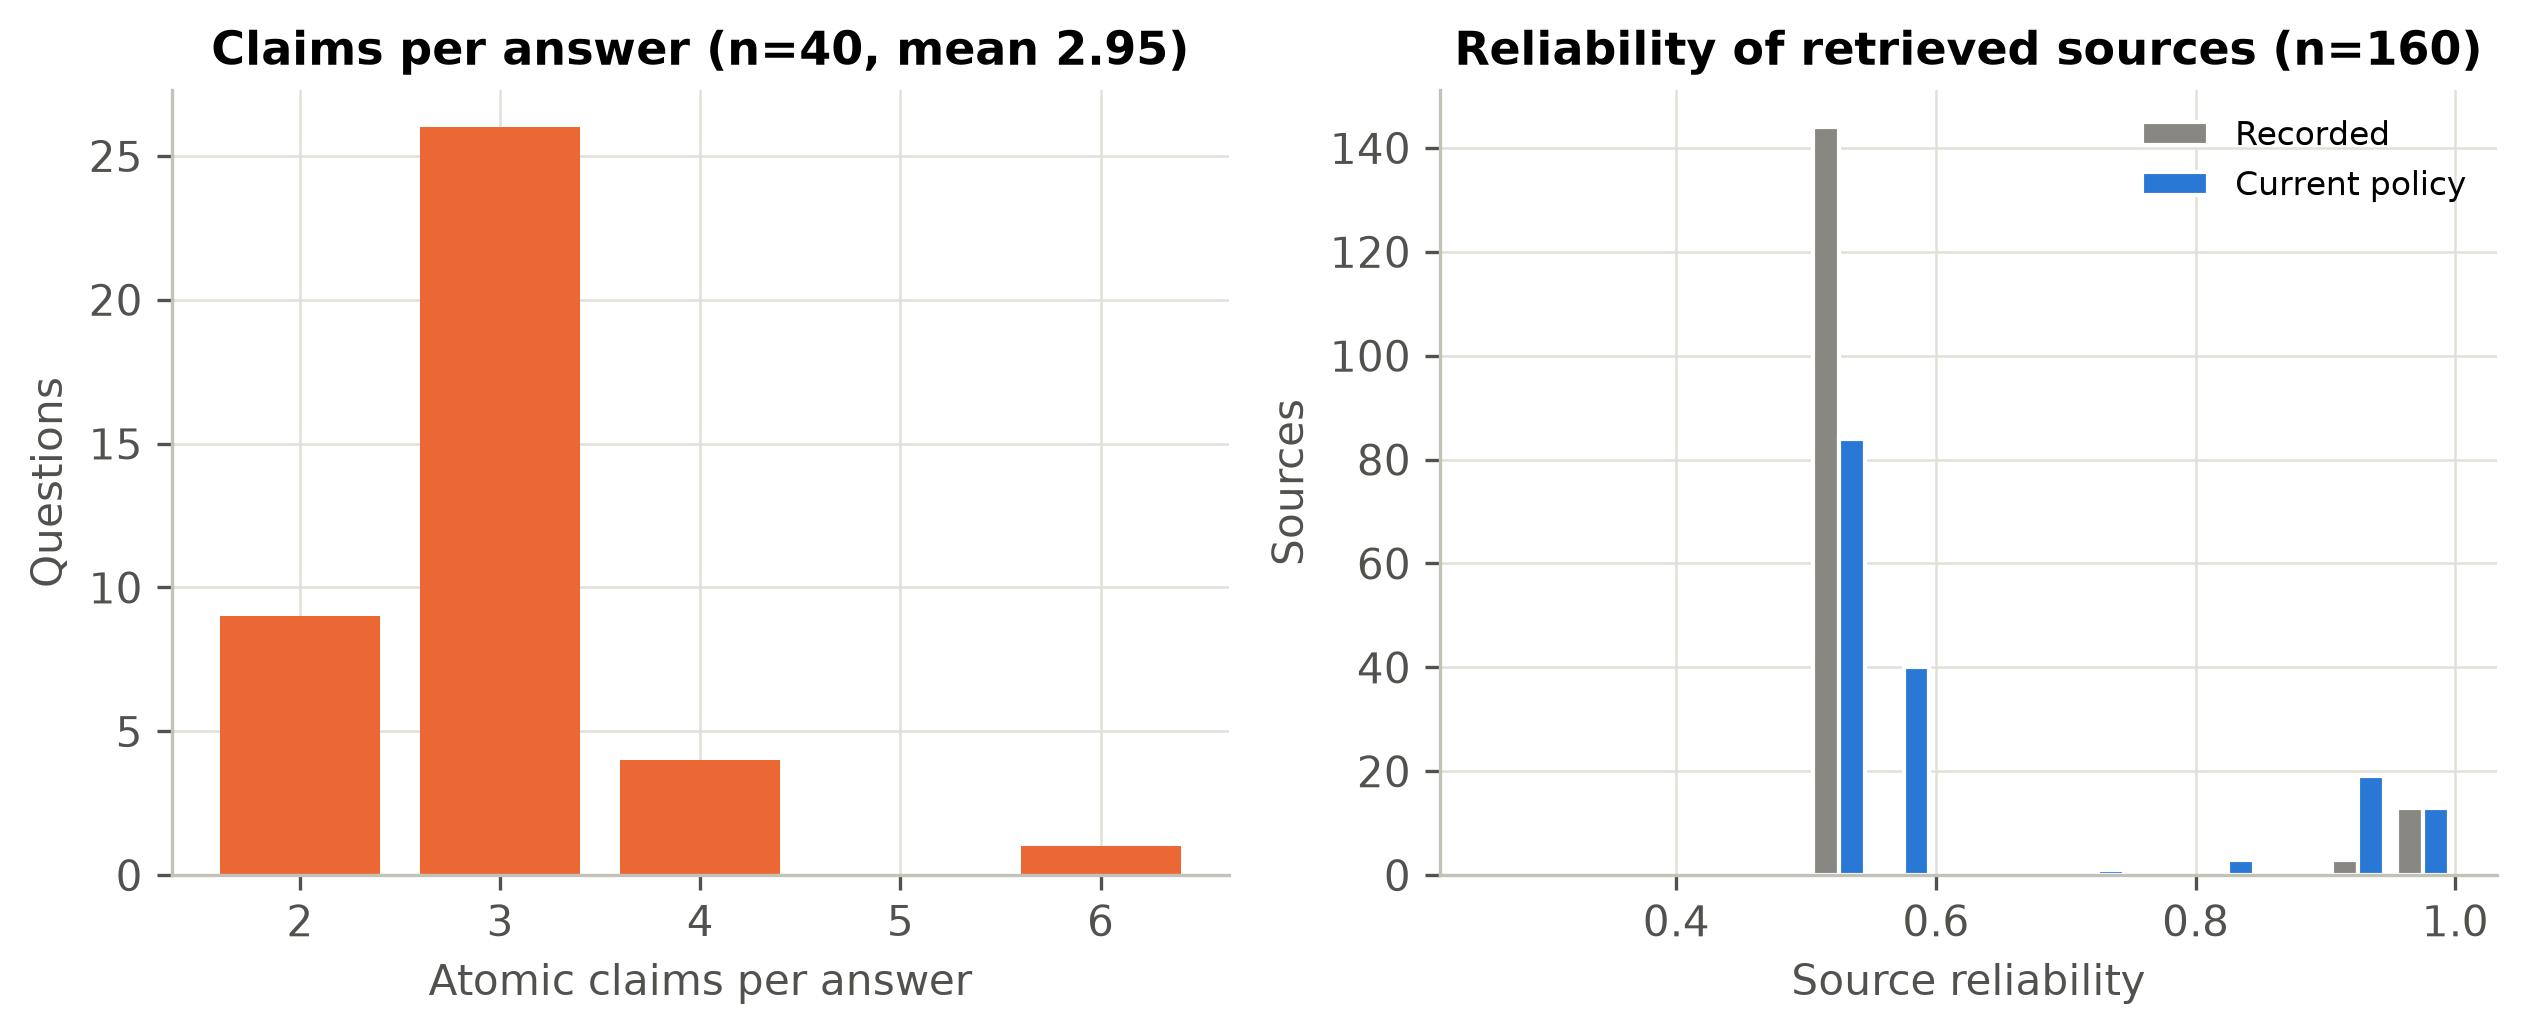 Claims per answer (n=40, mean 2.95)
Questions
25
20
15
10
5
0
2 3 4 5 6
Atomic claims per answer
Reliability of retrieved sources (n=160)
Recorded
Current policy
Sources
140
120
100
80
60
40
20
0
0.4 0.6 0.8 1.0
Source reliability